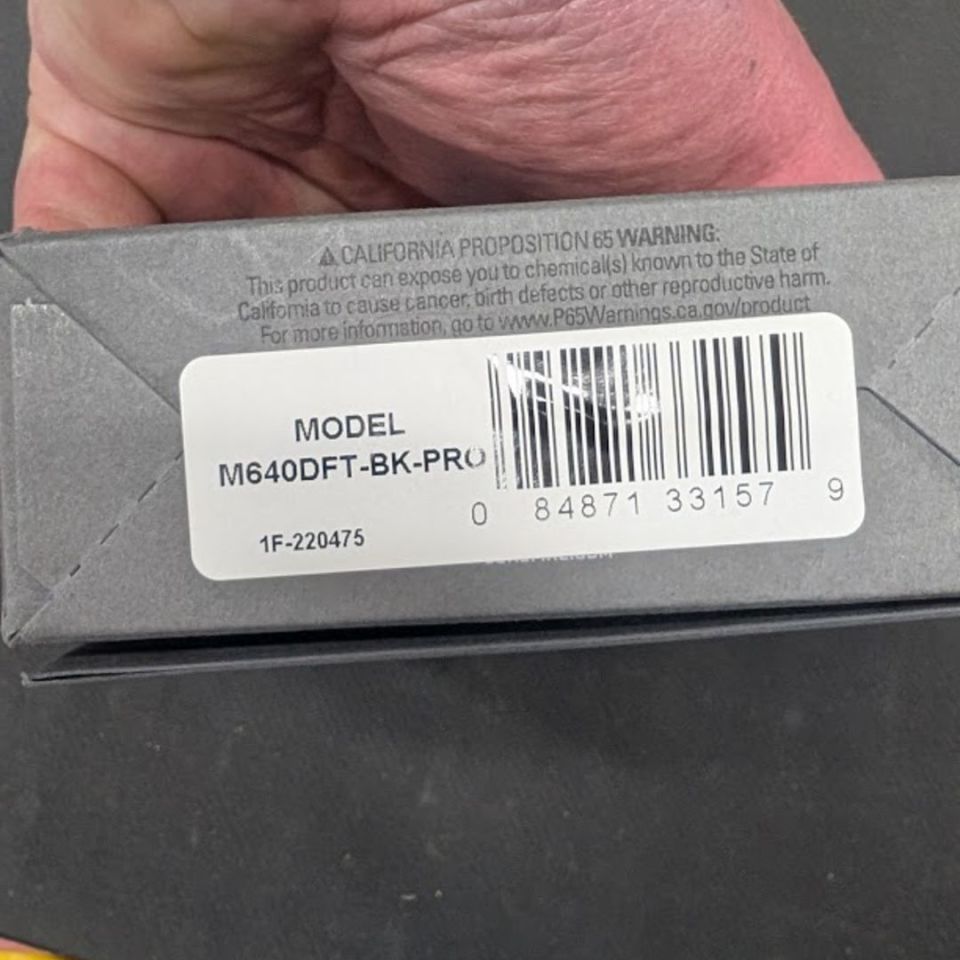 ⚠ CALIFORNIA PROPOSITION 65 WARNING:
This product can expose you to chemical(s) known to the State of
California to cause cancer, birth defects or other reproductive harm.
For more information, go to www.P65Warnings.ca.gov/product
MODEL
M640DFT-BK-PRO
1F-220475
0 84871 33157 9